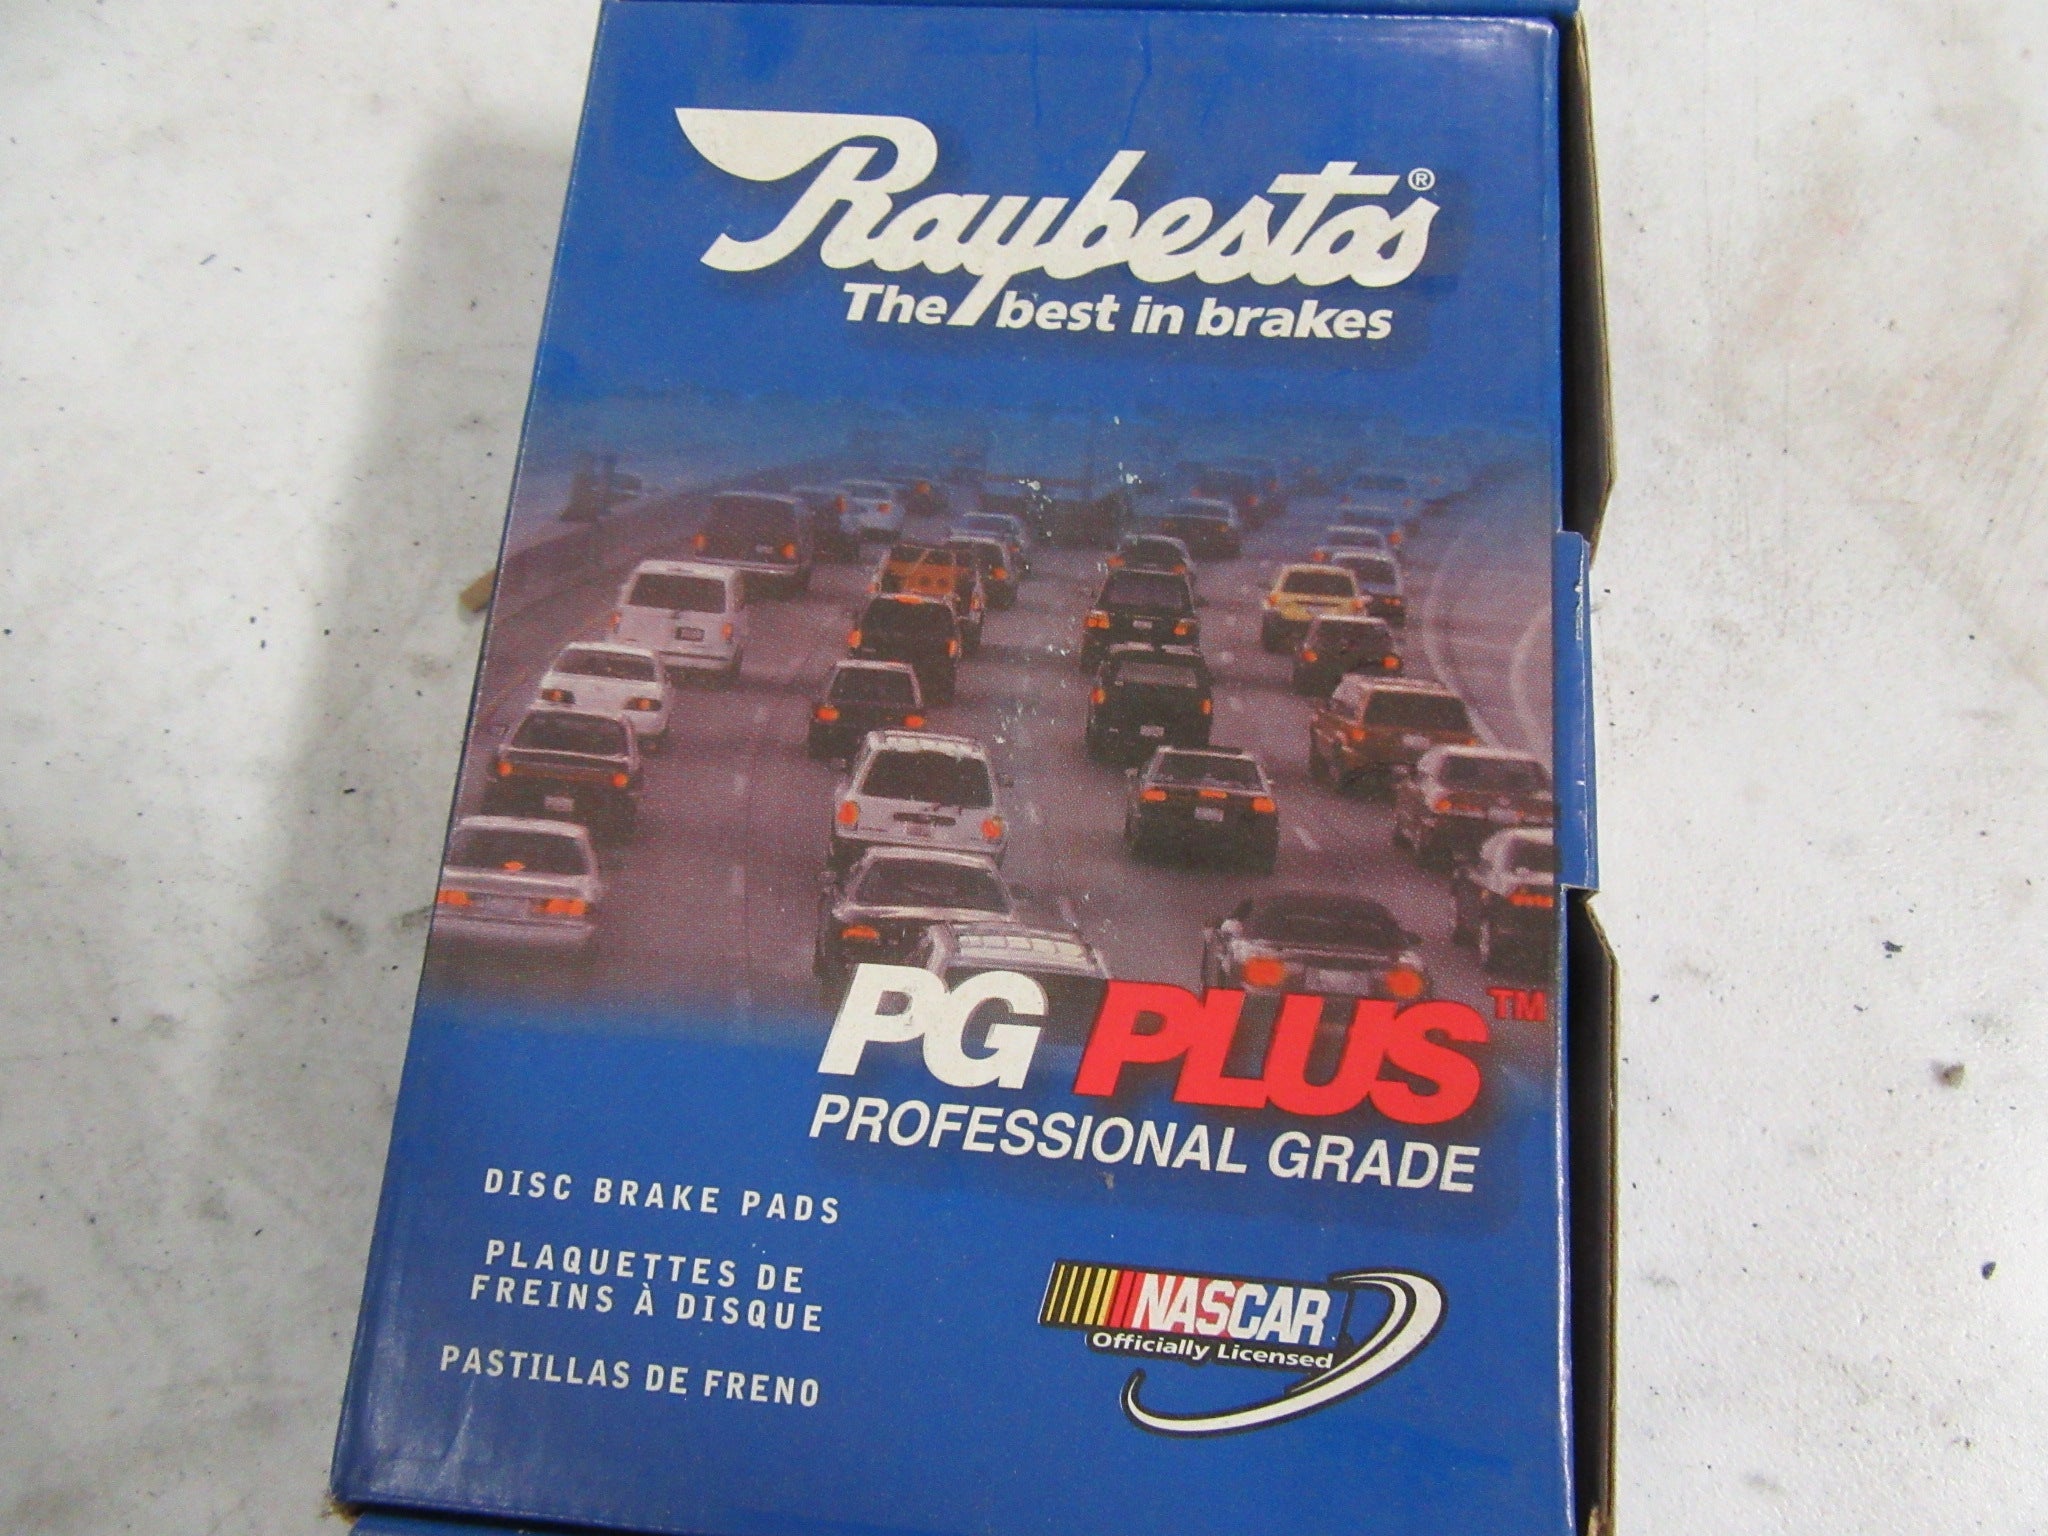 Raybestos®
The best in brakes
PG PLUS™
PROFESSIONAL GRADE
DISC BRAKE PADS
PLAQUETTES DE
FREINS À DISQUE
PASTILLAS DE FRENO
NASCAR
Officially Licensed